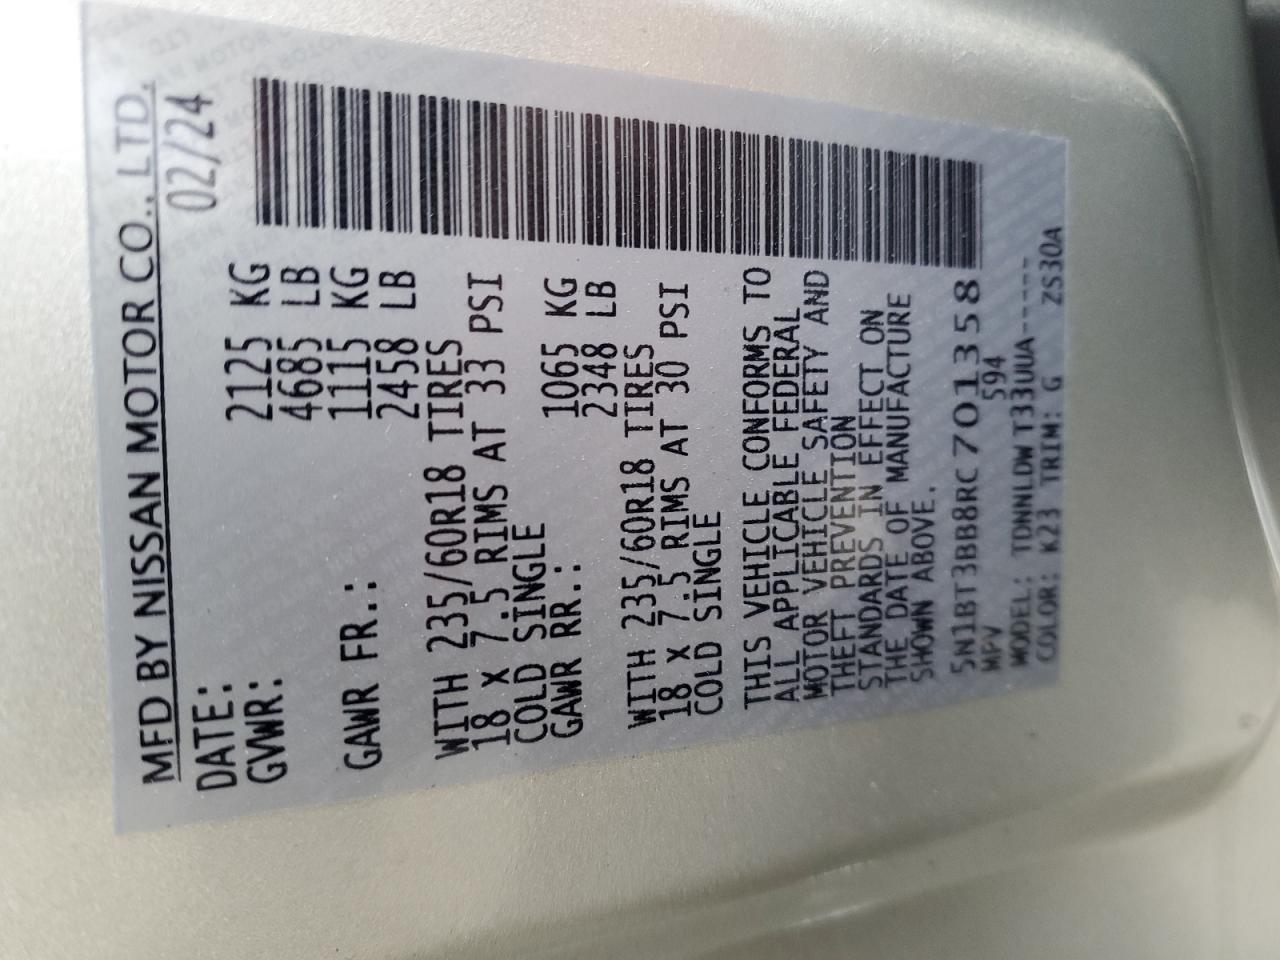 MFD BY NISSAN MOTOR CO., LTD.
DATE: 02/24
GVWR: 2125 KG
4685 LB
GAWR FR.: 1115 KG
2458 LB
WITH 235/60R18 TIRES
18 X 7.5 RIMS AT 33 PSI
COLD SINGLE
GAWR RR.: 1065 KG
2348 LB
WITH 235/60R18 TIRES
18 X 7.5 RIMS AT 30 PSI
COLD SINGLE
THIS VEHICLE CONFORMS TO
ALL APPLICABLE FEDERAL
MOTOR VEHICLE SAFETY AND
THEFT PREVENTION
STANDARDS IN EFFECT ON
THE DATE OF MANUFACTURE
SHOWN ABOVE.
5N1BT3BB8RC701358
MPV 594
MODEL: TDNNLDWT33UUA-----
COLOR: K23 TRIM: G ZS30A